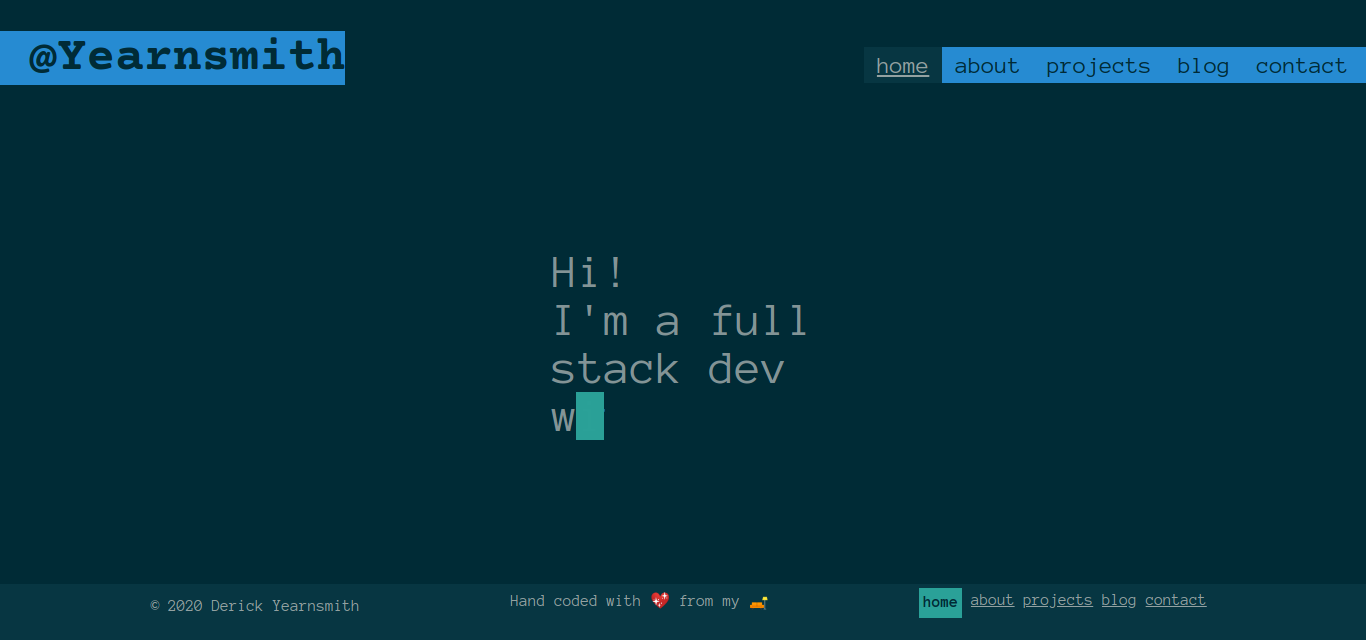 @Yearnsmith
home about projects blog contact
Hi!
I'm a full
stack dev
w
© 2020 Derick Yearnsmith
Hand coded with 💖 from my 🛋️
home about projects blog contact